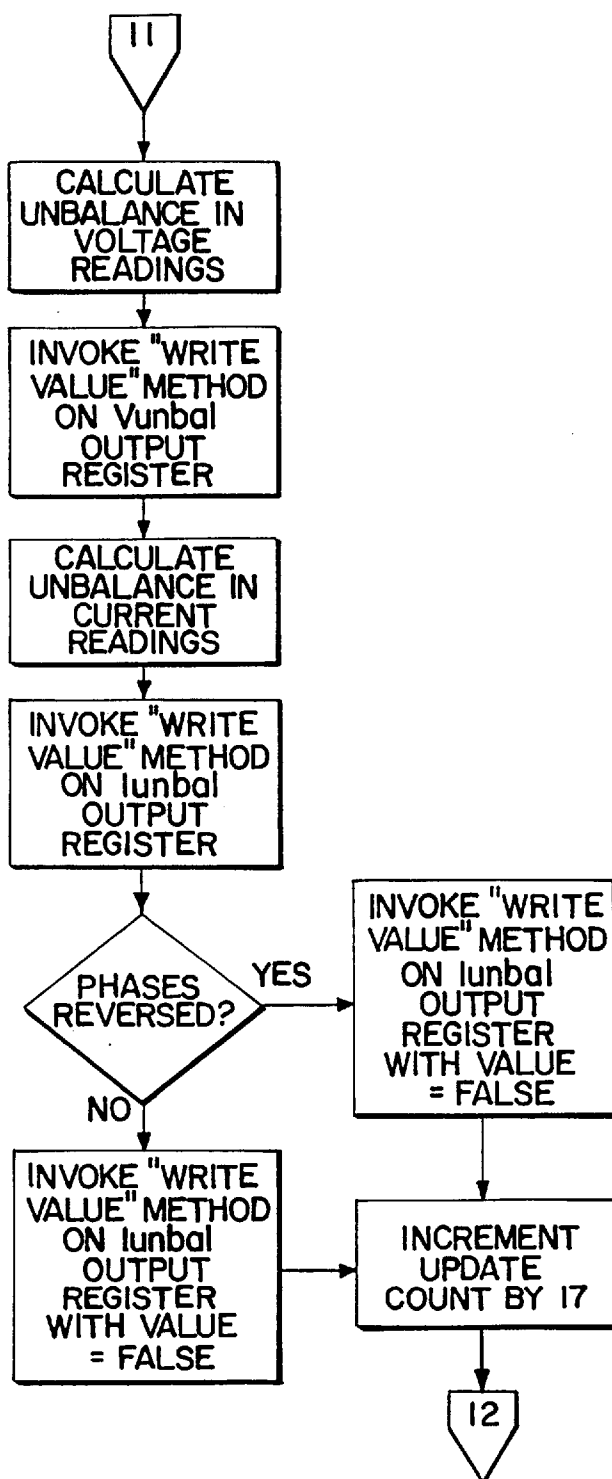 11
CALCULATE
UNBALANCE IN
VOLTAGE
READINGS
INVOKE "WRITE
VALUE" METHOD
ON Vunbal
OUTPUT
REGISTER
CALCULATE
UNBALANCE IN
CURRENT
READINGS
INVOKE "WRITE
VALUE" METHOD
ON Iunbal
OUTPUT
REGISTER
PHASES
REVERSED?
YES
INVOKE "WRITE
VALUE" METHOD
ON Iunbal
OUTPUT
REGISTER
WITH VALUE
= FALSE
NO
INVOKE "WRITE
VALUE" METHOD
ON Iunbal
OUTPUT
REGISTER
WITH VALUE
= FALSE
INCREMENT
UPDATE
COUNT BY 17
12